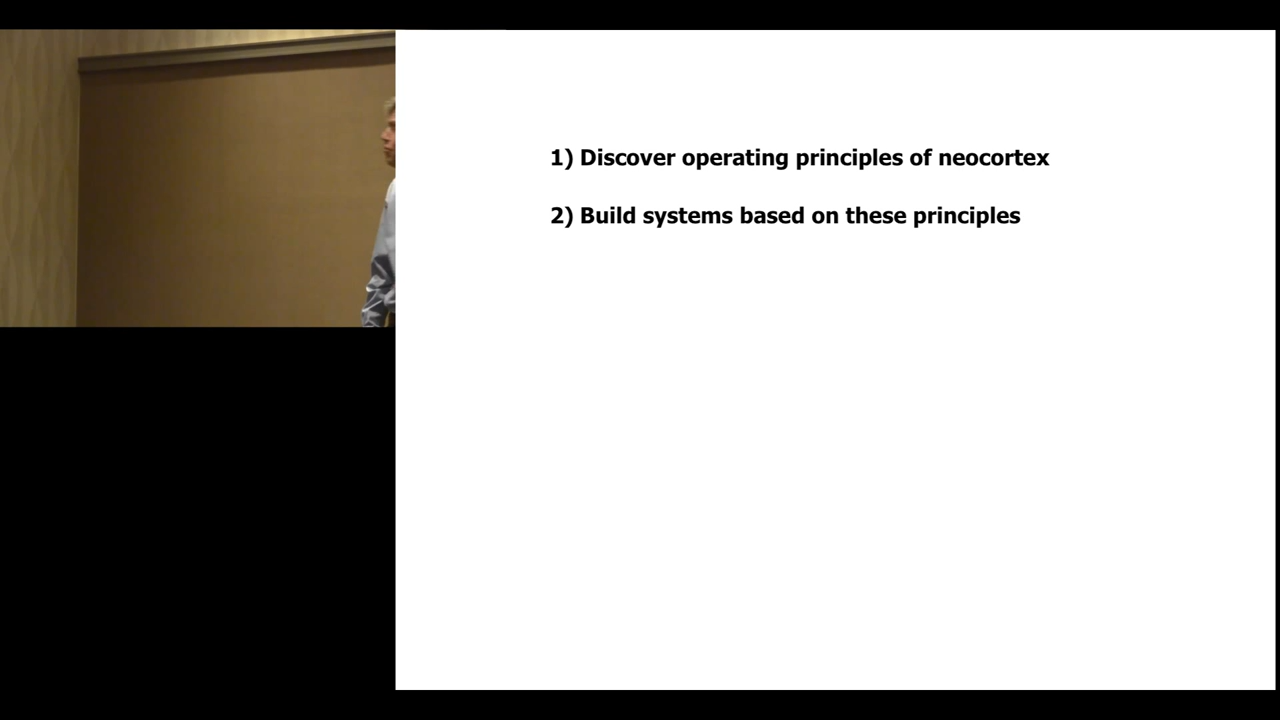 1) Discover operating principles of neocortex
2) Build systems based on these principles